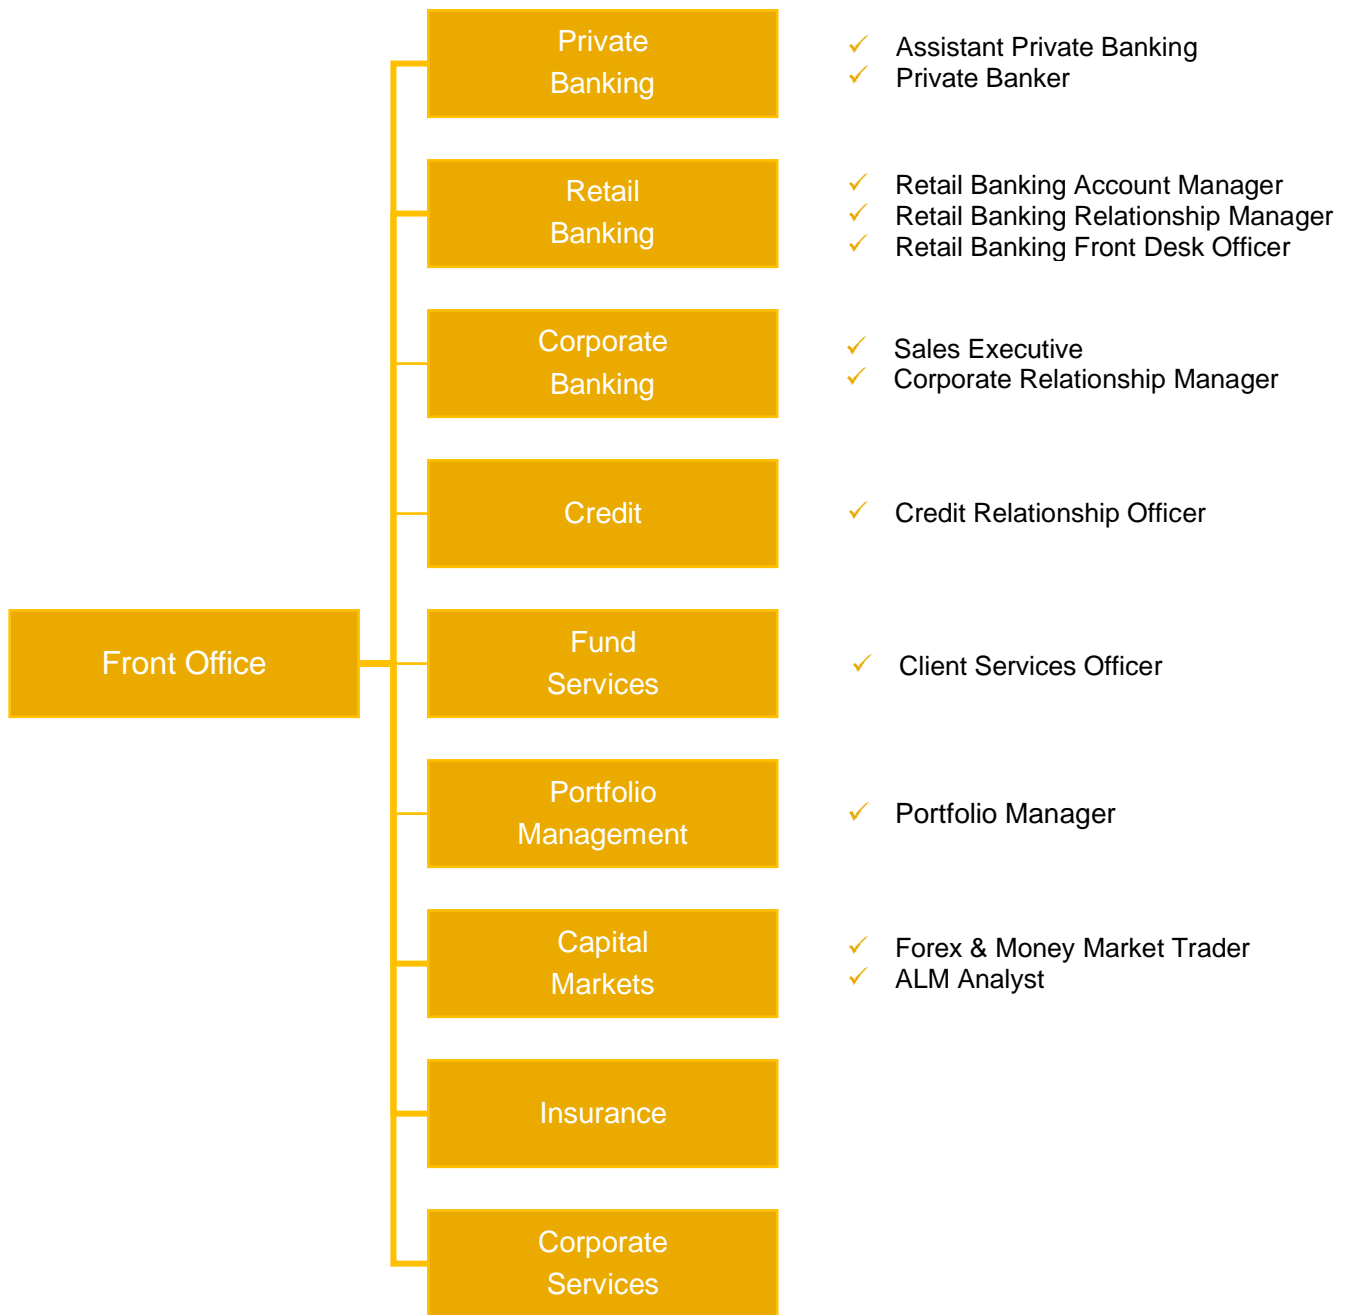 Private
Banking
Assistant Private Banking
Private Banker
Retail
Banking
Retail Banking Account Manager
Retail Banking Relationship Manager
Retail Banking Front Desk Officer
Corporate
Banking
Sales Executive
Corporate Relationship Manager
Credit
Credit Relationship Officer
Front Office
Fund
Services
Client Services Officer
Portfolio
Management
Portfolio Manager
Capital
Markets
Forex & Money Market Trader
ALM Analyst
Insurance
Corporate
Services